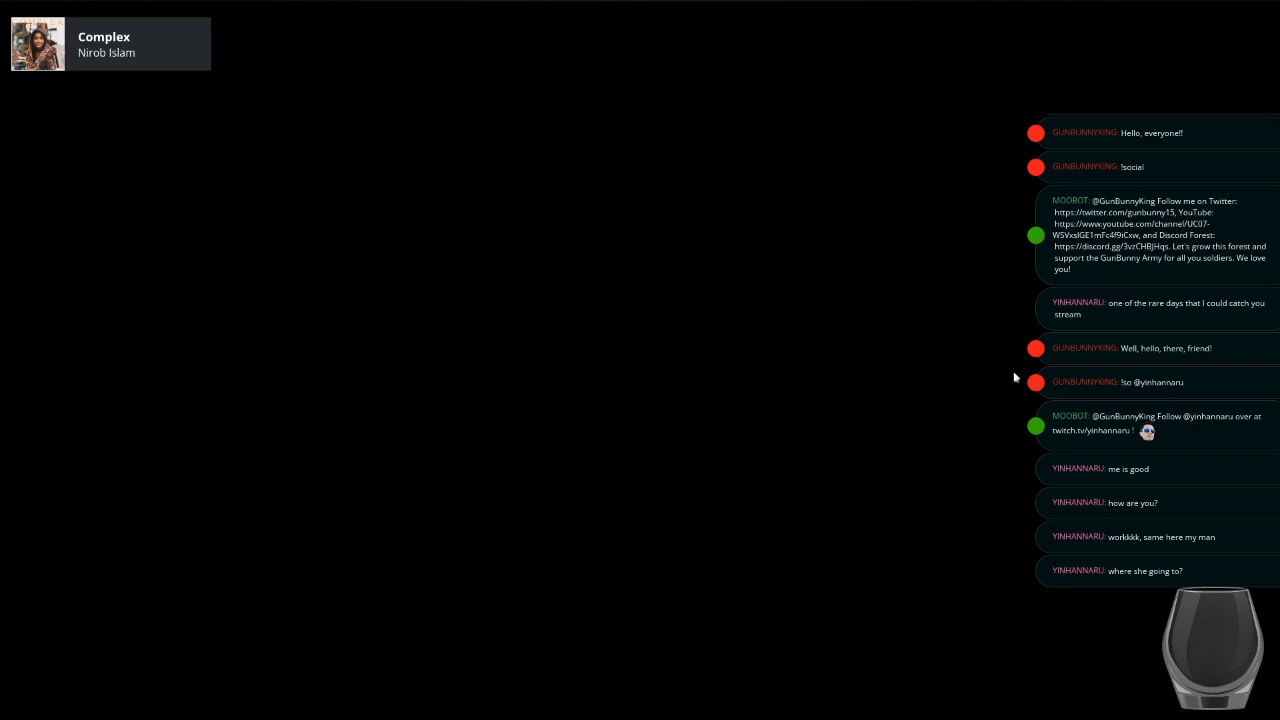 Complex
Nirob Islam
GUNBUNNYKING: Hello, everyone!!
GUNBUNNYKING: !social
MOOBOT: @GunBunnyKing Follow me on Twitter:
https://twitter.com/gunbunny15, YouTube:
https://www.youtube.com/channel/UC07-
WSVxsIGE1mFc4f9iCxw, and Discord Forest:
https://discord.gg/3vzCHBJHqs. Let's grow this forest and
support the GunBunny Army for all you soldiers. We love
you!
YINHANNARU: one of the rare days that I could catch you
stream
GUNBUNNYKING: Well, hello, there, friend!
GUNBUNNYKING: !so @yinhannaru
MOOBOT: @GunBunnyKing Follow @yinhannaru over at
twitch.tv/yinhannaru !
YINHANNARU: me is good
YINHANNARU: how are you?
YINHANNARU: workkkk, same here my man
YINHANNARU: where she going to?